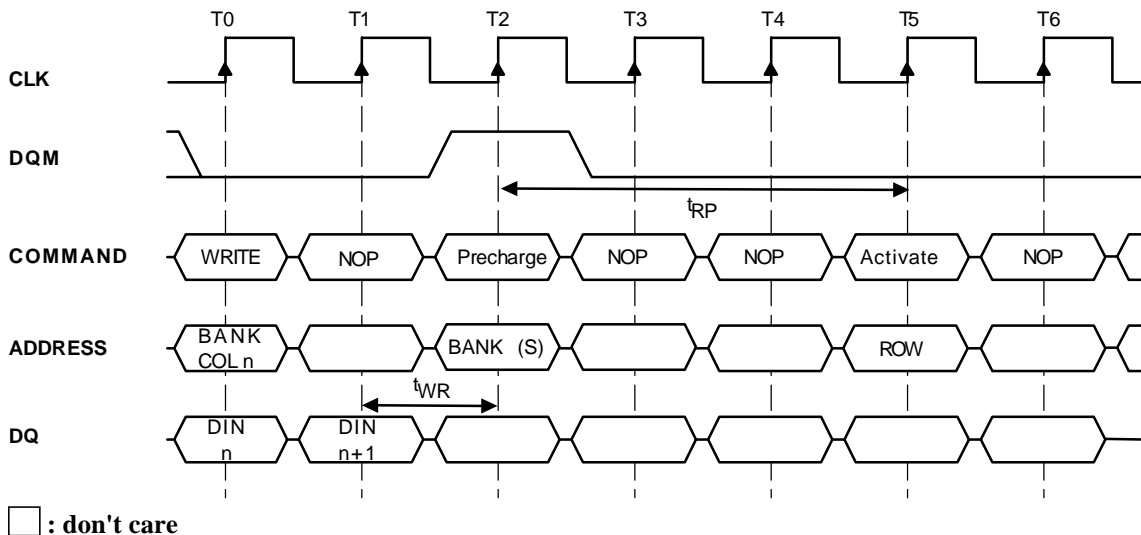 T0 T1 T2 T3 T4 T5 T6
CLK
DQM
tRP
COMMAND WRITE NOP Precharge NOP NOP Activate NOP
ADDRESS BANK COL n BANK (S) ROW
tWR
DQ DIN n DIN n+1
: don't care